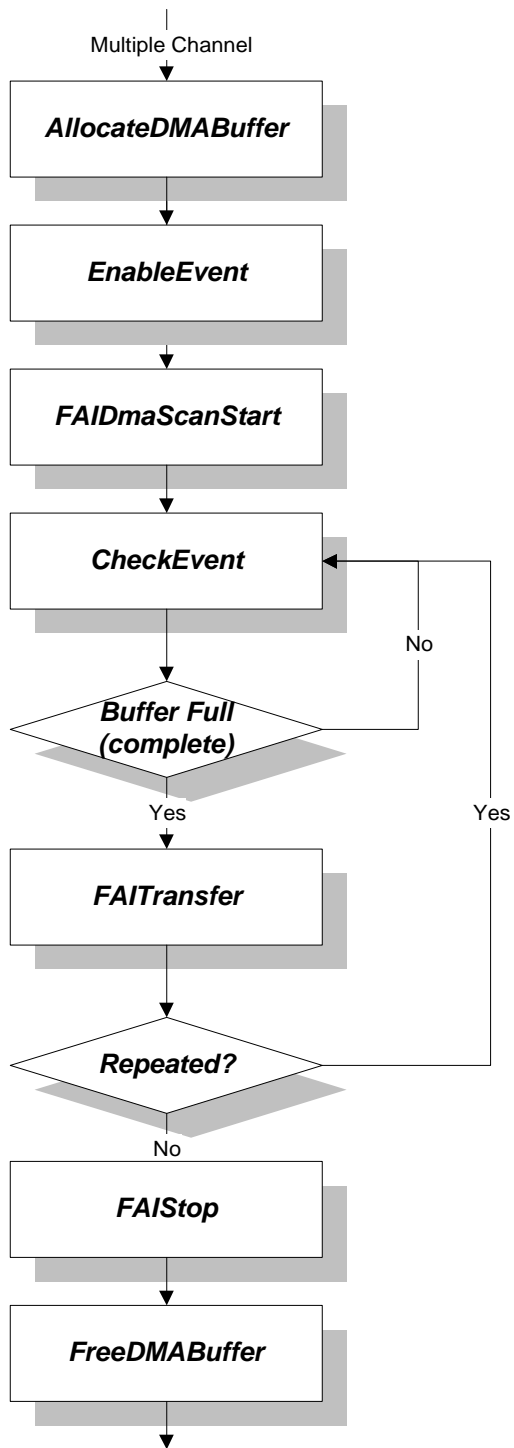 Multiple Channel
AllocateDMABuffer
EnableEvent
FAIDmaScanStart
CheckEvent
No
Buffer Full
(complete)
Yes
Yes
FAITransfer
Repeated?
No
FAIStop
FreeDMABuffer